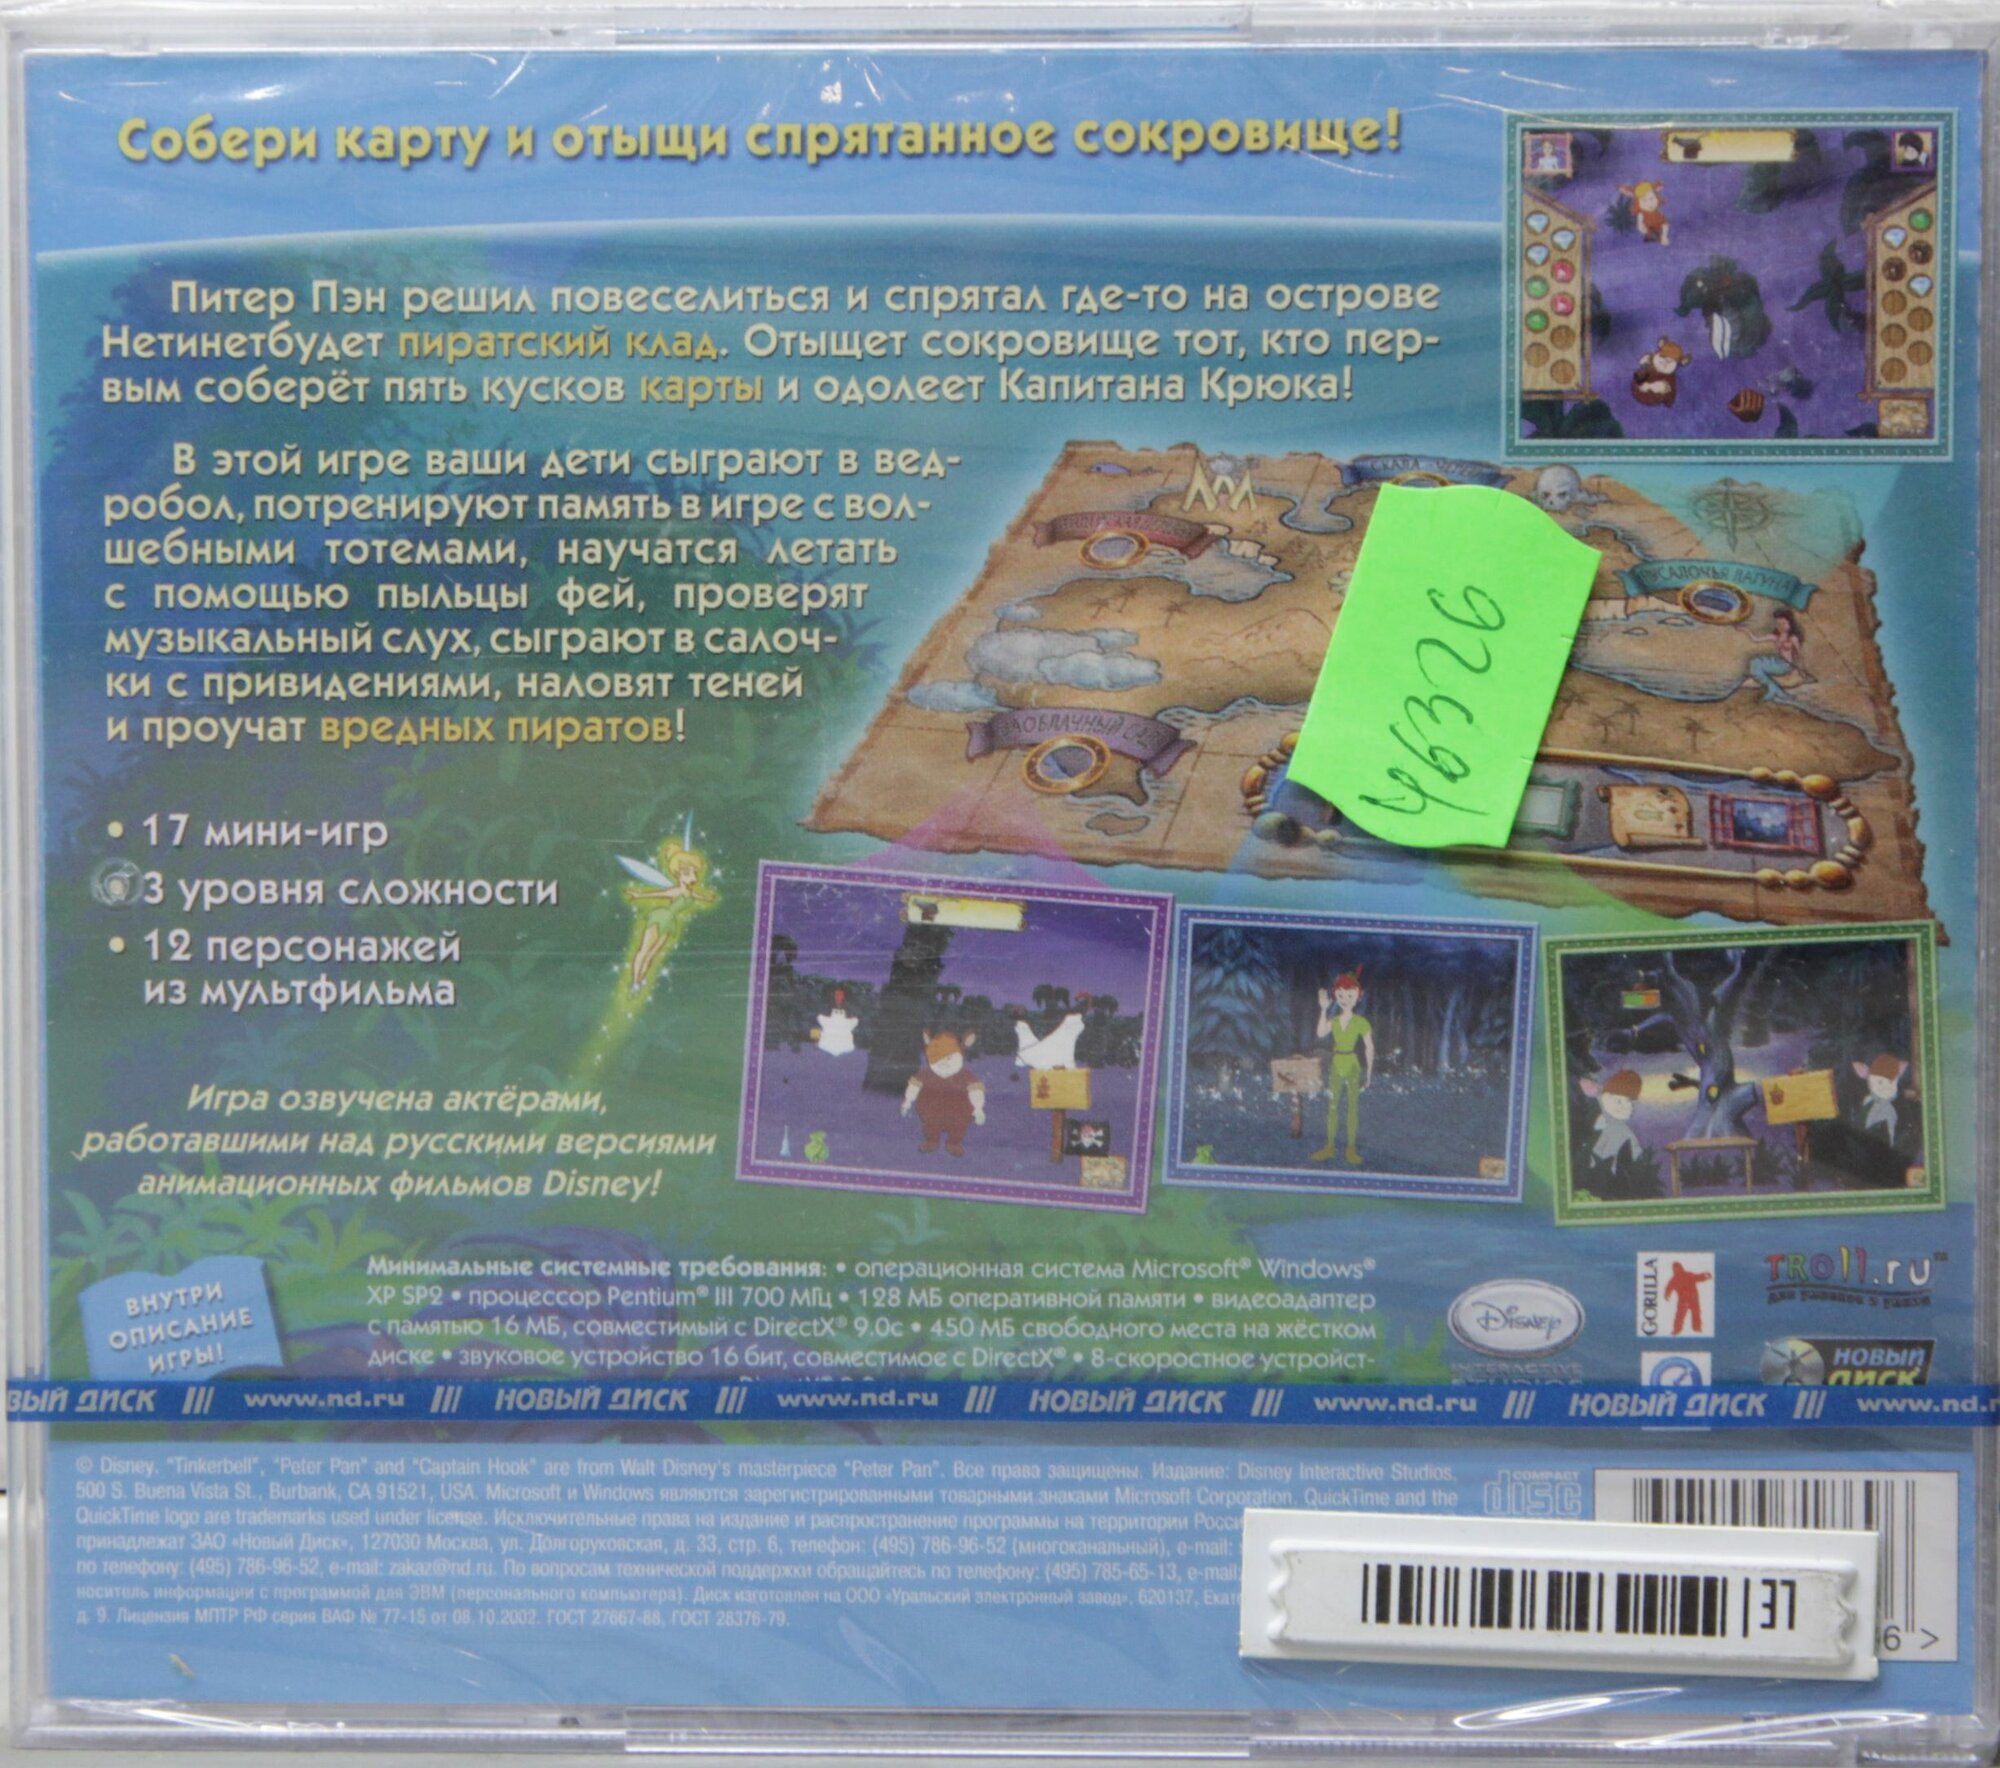 Собери карту и отыщи спрятанное сокровище!
Питер Пэн решил повеселиться и спрятал где-то на острове
Нетинетбудет пиратский клад. Отыщет сокровище тот, кто пер-
вым соберёт пять кусков карты и одолеет Капитана Крюка!
В этой игре ваши дети сыграют в вед-
робол, потренируют память в игре с вол-
шебными тотемами, научатся летать
с помощью пыльцы фей, проверят
музыкальный слух, сыграют в салоч-
ки с привидениями, наловят теней
и проучат вредных пиратов!
РУСАЛОЧЬЯ ЛАГУНА
46326
• 17 мини-игр
3 уровня сложности
• 12 персонажей
из мультфильма
Игра озвучена актёрами,
работавшими над русскими версиями
анимационных фильмов Disney!
ВНУТРИ
ОПИСАНИЕ
ИГРЫ!
Минимальные системные требования: • операционная система Microsoft® Windows®
XP SP2 • процессор Pentium® III 700 МГц • 128 МБ оперативной памяти • видеоадаптер
с памятью 16 МБ, совместимый с DirectX® 9.0c • 450 МБ свободного места на жёстком
диске • звуковое устройство 16 бит, совместимое с DirectX® • 8-скоростное устройст-
Disney
INTERACTIVE
STUDIOS
GORILLA
TROLL.ru™
НОВЫЙ
ДИСК
ВЫЙ ДИСК /// www.nd.ru /// НОВЫЙ ДИСК /// www.nd.ru /// НОВЫЙ ДИСК /// www.nd.ru /// НОВЫЙ ДИСК /// www.nd.r
© Disney. "Tinkerbell", "Peter Pan" and "Captain Hook" are from Walt Disney's masterpiece "Peter Pan". Все права защищены. Издание: Disney Interactive Studios,
500 S. Buena Vista St., Burbank, CA 91521, USA. Microsoft и Windows являются зарегистрированными товарными знаками Microsoft Corporation. QuickTime and the
QuickTime logo are trademarks used under license. Исключительные права на издание и распространение программы на территории Росси
принадлежат ЗАО «Новый Диск», 127030 Москва, ул. Долгоруковская, д. 33, стр. 6, телефон: (495) 786-96-52 (многоканальный), e-mail:
по телефону: (495) 786-96-52, e-mail: zakaz@nd.ru. По вопросам технической поддержки обращайтесь по телефону: (495) 785-65-13, e-mail:
носитель информации с программой для ЭВМ (персонального компьютера). Диск изготовлен на ООО «Уральский электронный завод», 620137, Екате
д. 9. Лицензия МПТР РФ серия ВАФ № 77-15 от 08.10.2002. ГОСТ 27667-88, ГОСТ 28376-79.
COMPACT
disc
6 >